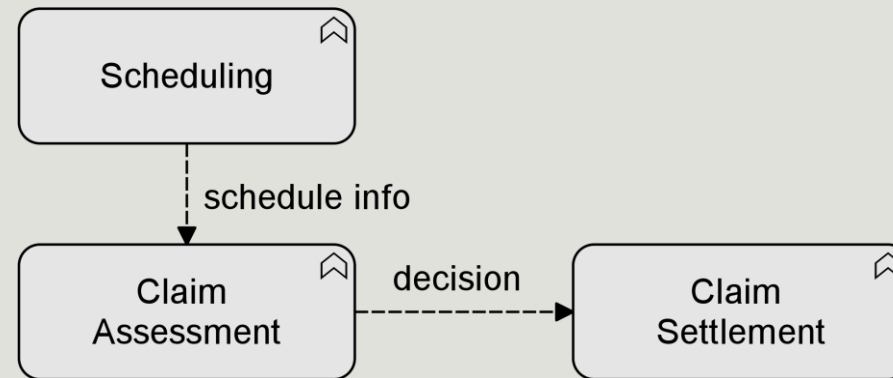 Scheduling
schedule info
Claim
Assessment
decision
Claim
Settlement